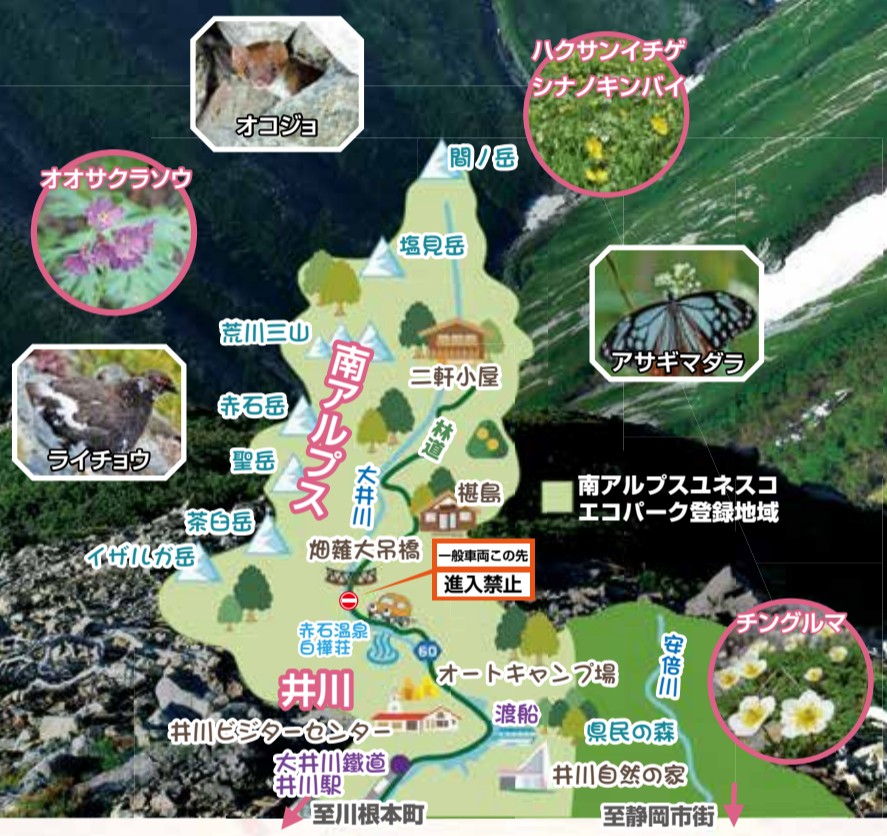 オコジョ
ハクサンイチゲ
シナノキンバイ
間ノ岳
オオサクラソウ
塩見岳
荒川三山
アサギマダラ
南アルプス
二軒小屋
赤石岳
ライチョウ
林道
聖岳
大井川
椹島
南アルプスユネスコ
エコパーク登録地域
茶臼岳
イザルガ岳
畑薙大吊橋
一般車両この先
進入禁止
赤石温泉
白樺荘
60
チングルマ
安倍川
オートキャンプ場
井川
渡船
井川ビジターセンター
県民の森
大井川鐵道
井川駅
井川自然の家
至川根本町
至静岡市街